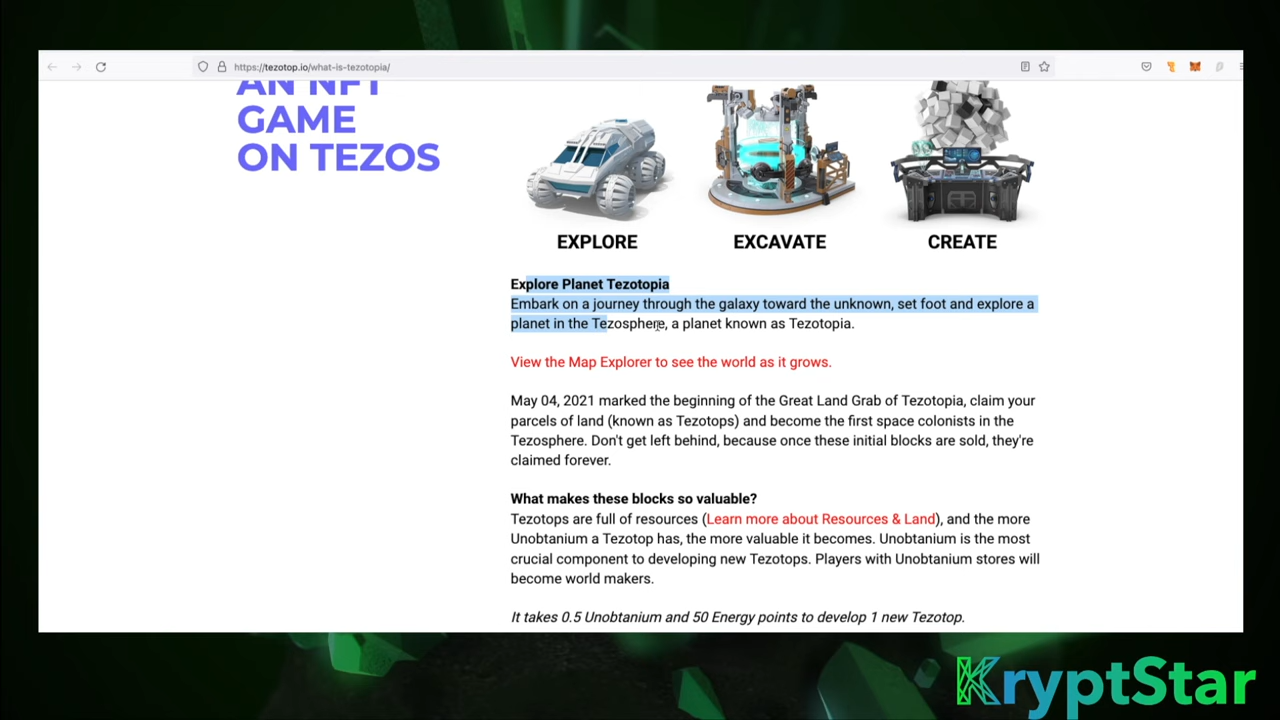 https://tezotop.io/what-is-tezotopia/
AN NFT
GAME
ON TEZOS
EXPLORE
EXCAVATE
CREATE
Explore Planet Tezotopia
Embark on a journey through the galaxy toward the unknown, set foot and explore a
planet in the Tezosphere, a planet known as Tezotopia.
View the Map Explorer to see the world as it grows.
May 04, 2021 marked the beginning of the Great Land Grab of Tezotopia, claim your
parcels of land (known as Tezotops) and become the first space colonists in the
Tezosphere. Don't get left behind, because once these initial blocks are sold, they're
claimed forever.
What makes these blocks so valuable?
Tezotops are full of resources (Learn more about Resources & Land), and the more
Unobtanium a Tezotop has, the more valuable it becomes. Unobtanium is the most
crucial component to developing new Tezotops. Players with Unobtanium stores will
become world makers.
It takes 0.5 Unobtanium and 50 Energy points to develop 1 new Tezotop.
KryptStar